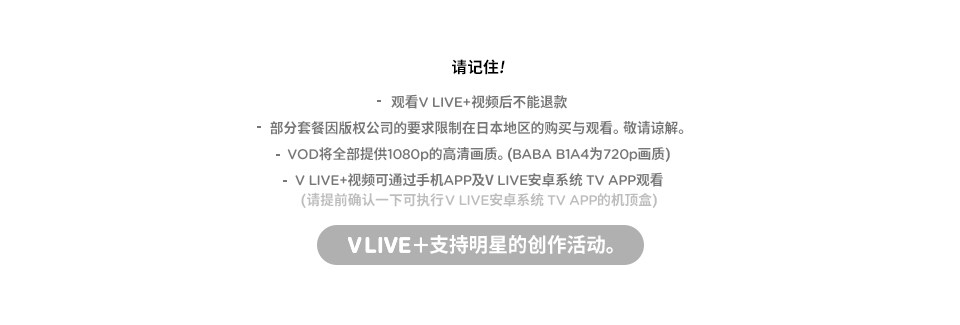 请记住!
- 观看V LIVE+视频后不能退款
- 部分套餐因版权公司的要求限制在日本地区的购买与观看。敬请谅解。
- VOD将全部提供1080p的高清画质。(BABA B1A4为720p画质)
- V LIVE+视频可通过手机APP及V LIVE安卓系统 TV APP观看
(请提前确认一下可执行V LIVE安卓系统 TV APP的机顶盒)
V LIVE+支持明星的创作活动。